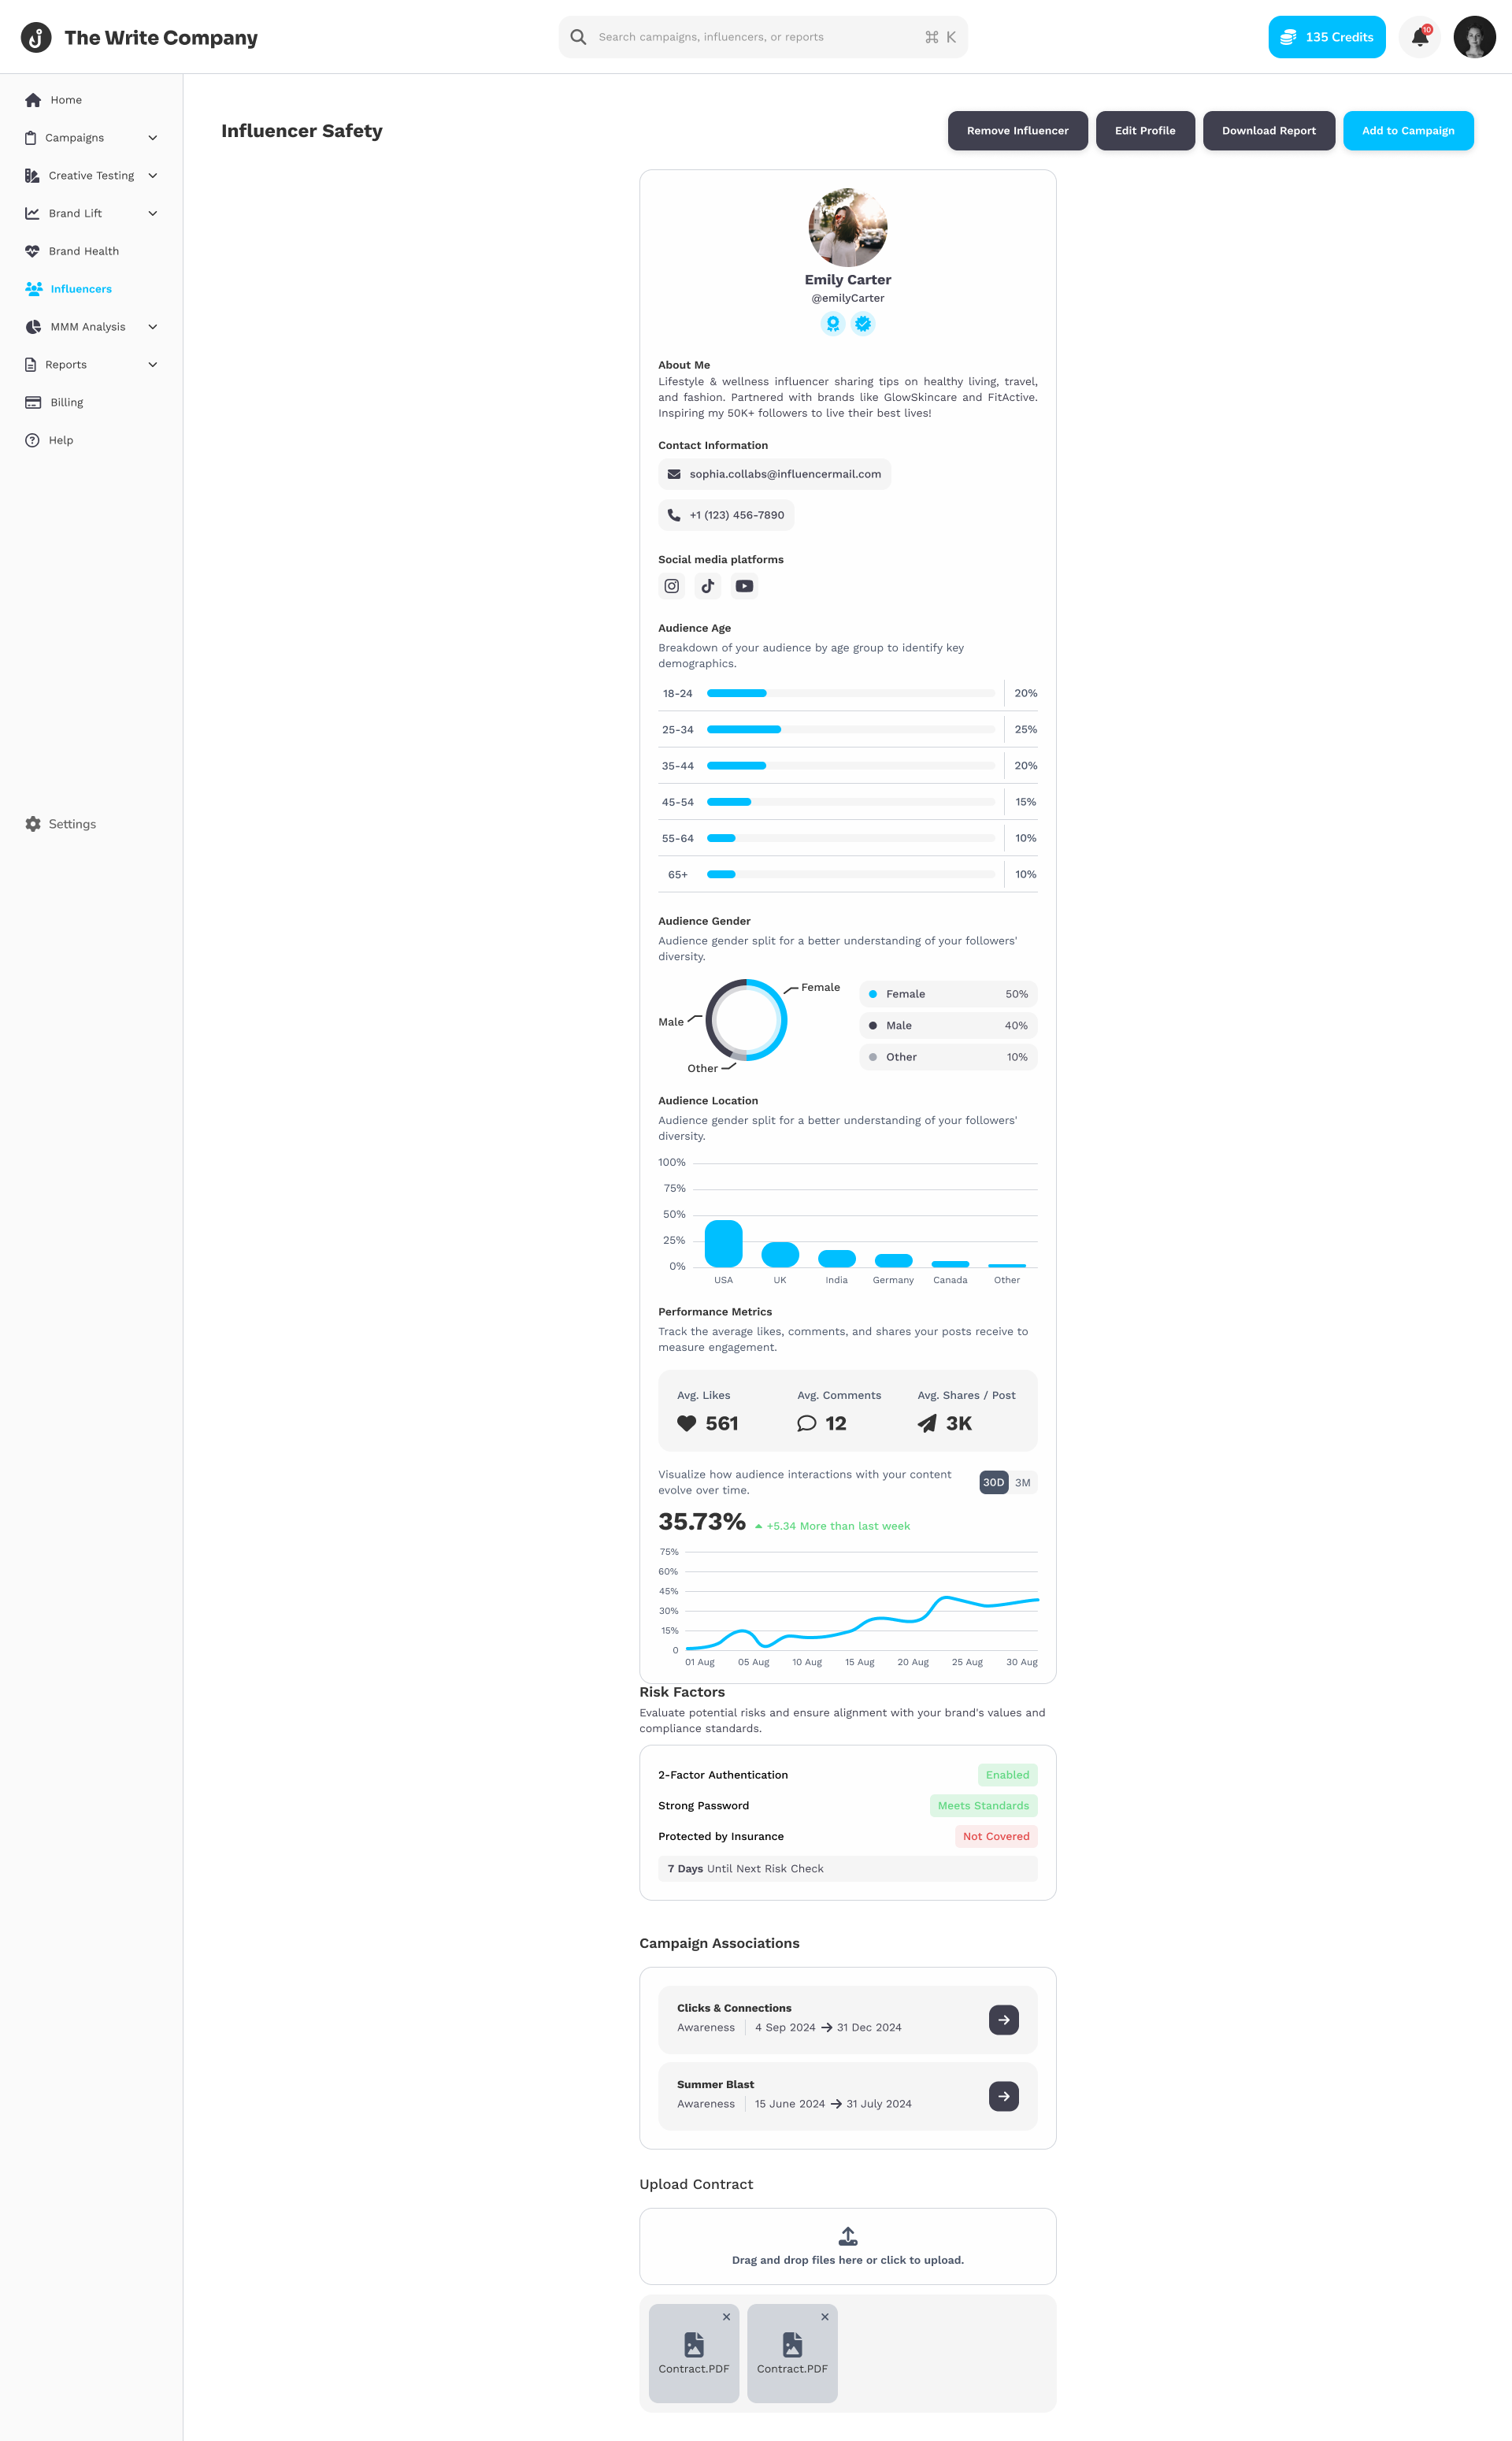 The Write Company
Search campaigns, influencers, or reports
⌘ K
135 Credits
10
Home
Campaigns
Creative Testing
Brand Lift
Brand Health
Influencers
MMM Analysis
Reports
Billing
Help
Settings
Influencer Safety
Remove Influencer
Edit Profile
Download Report
Add to Campaign
Emily Carter
@emilyCarter
About Me
Lifestyle & wellness influencer sharing tips on healthy living, travel,
and fashion. Partnered with brands like GlowSkincare and FitActive.
Inspiring my 50K+ followers to live their best lives!
Contact Information
sophia.collabs@influencermail.com
+1 (123) 456-7890
Social media platforms
Audience Age
Breakdown of your audience by age group to identify key
demographics.
18-24 20%
25-34 25%
35-44 20%
45-54 15%
55-64 10%
65+ 10%
Audience Gender
Audience gender split for a better understanding of your followers'
diversity.
Female
Male
Other
Female 50%
Male 40%
Other 10%
Audience Location
Audience gender split for a better understanding of your followers'
diversity.
100%
75%
50%
25%
0%
USA UK India Germany Canada Other
Performance Metrics
Track the average likes, comments, and shares your posts receive to
measure engagement.
Avg. Likes
561
Avg. Comments
12
Avg. Shares / Post
3K
Visualize how audience interactions with your content
evolve over time.
30D 3M
35.73% +5.34 More than last week
75%
60%
45%
30%
15%
0
01 Aug 05 Aug 10 Aug 15 Aug 20 Aug 25 Aug 30 Aug
Risk Factors
Evaluate potential risks and ensure alignment with your brand's values and
compliance standards.
2-Factor Authentication Enabled
Strong Password Meets Standards
Protected by Insurance Not Covered
7 Days Until Next Risk Check
Campaign Associations
Clicks & Connections
Awareness 4 Sep 2024 → 31 Dec 2024
Summer Blast
Awareness 15 June 2024 → 31 July 2024
Upload Contract
Drag and drop files here or click to upload.
Contract.PDF
Contract.PDF